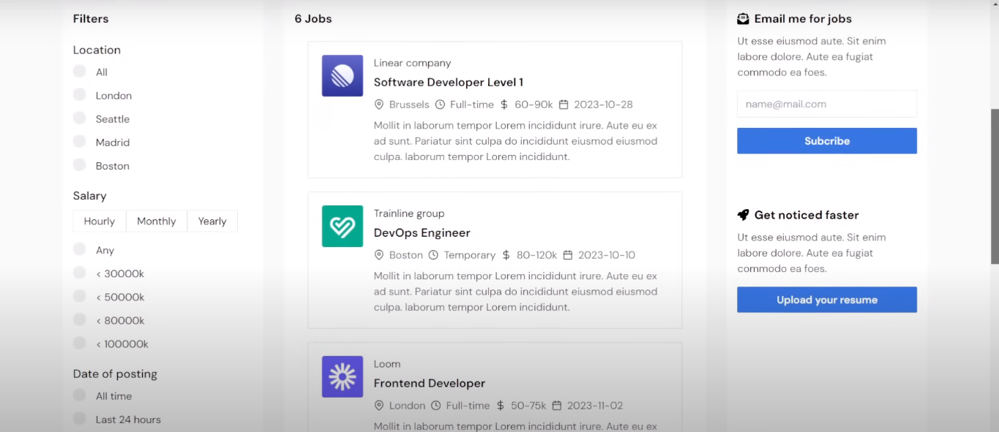 Filters
Location
All
London
Seattle
Madrid
Boston
Salary
Hourly Monthly Yearly
Any
< 30000k
< 50000k
< 80000k
< 100000k
Date of posting
All time
Last 24 hours
6 Jobs
Linear company
Software Developer Level 1
Brussels Full-time $ 60-90k 2023-10-28
Mollit in laborum tempor Lorem incididunt irure. Aute eu ex
ad sunt. Pariatur sint culpa do incididunt eiusmod eiusmod
culpa. laborum tempor Lorem incididunt.
Trainline group
DevOps Engineer
Boston Temporary $ 80-120k 2023-10-10
Mollit in laborum tempor Lorem incididunt irure. Aute eu ex
ad sunt. Pariatur sint culpa do incididunt eiusmod eiusmod
culpa. laborum tempor Lorem incididunt.
Loom
Frontend Developer
London Full-time $ 50-75k 2023-11-02
Mollit in laborum tempor Lorem incididunt irure. Aute eu ex
Email me for jobs
Ut esse eiusmod aute. Sit enim
labore dolore. Aute ea fugiat
commodo ea foes.
name@mail.com
Subcribe
Get noticed faster
Ut esse eiusmod aute. Sit enim
labore dolore. Aute ea fugiat
commodo ea foes.
Upload your resume